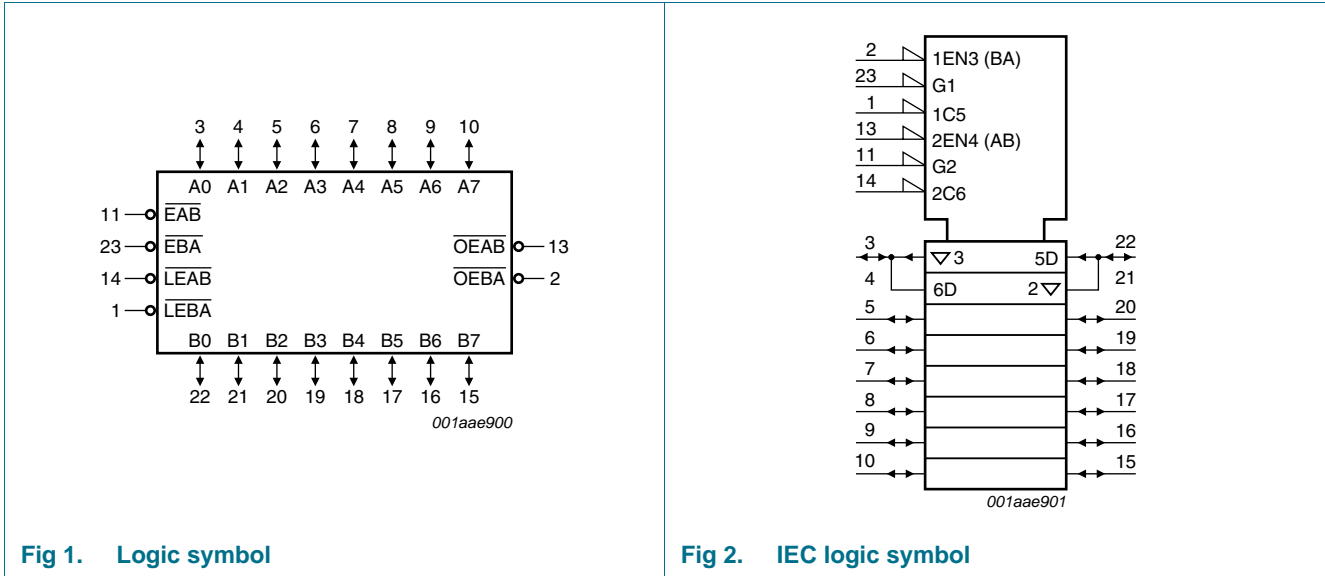 3 4 5 6 7 8 9 10
A0 A1 A2 A3 A4 A5 A6 A7
11 EAB
23 EBA OEAB 13
14 LEAB OEBA 2
1 LEBA
B0 B1 B2 B3 B4 B5 B6 B7
22 21 20 19 18 17 16 15
001aae900
Fig 1. Logic symbol
2 1EN3 (BA)
23 G1
1 1C5
13 2EN4 (AB)
11 G2
14 2C6
3 ▽3 5D 22
4 6D 2▽ 21
5 20
6 19
7 18
8 17
9 16
10 15
001aae901
Fig 2. IEC logic symbol